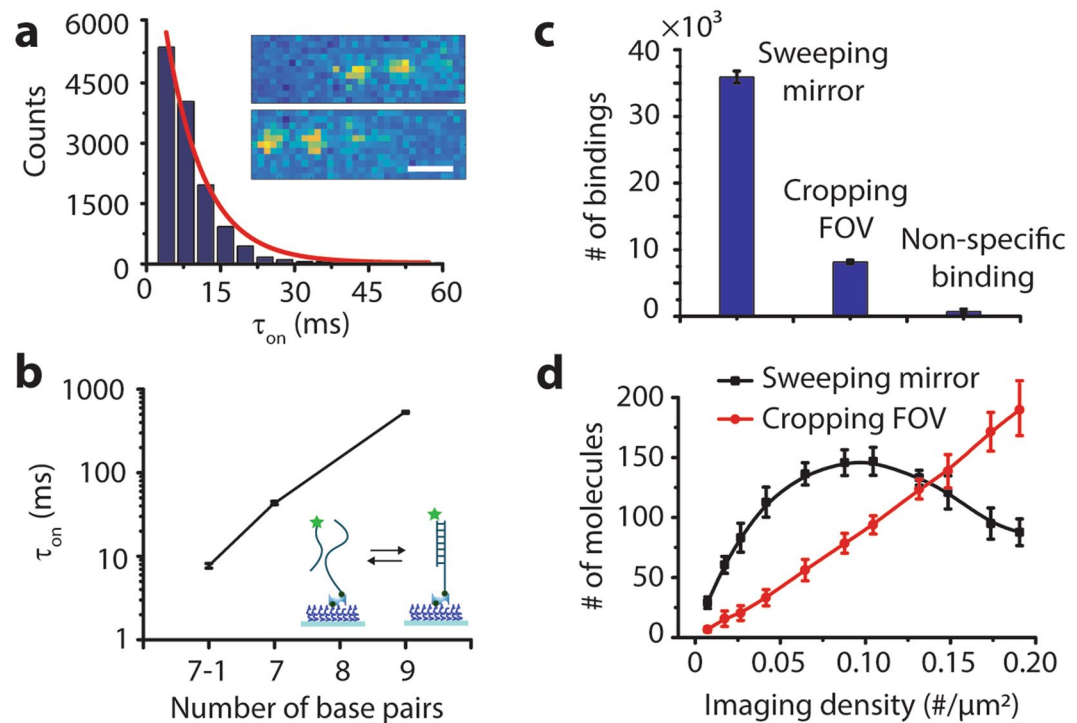 a
6000
4500
3000
1500
0
Counts
0 15 30 45 60
τon (ms)
b
1000
100
10
1
τon (ms)
7-1 7 8 9
Number of base pairs
c
×10³
40
30
20
10
0
# of bindings
Sweeping
mirror
Cropping
FOV
Non-specific
binding
d
Sweeping mirror
Cropping FOV
200
150
100
50
0
# of molecules
0 0.05 0.10 0.15 0.20
Imaging density (#/µm²)